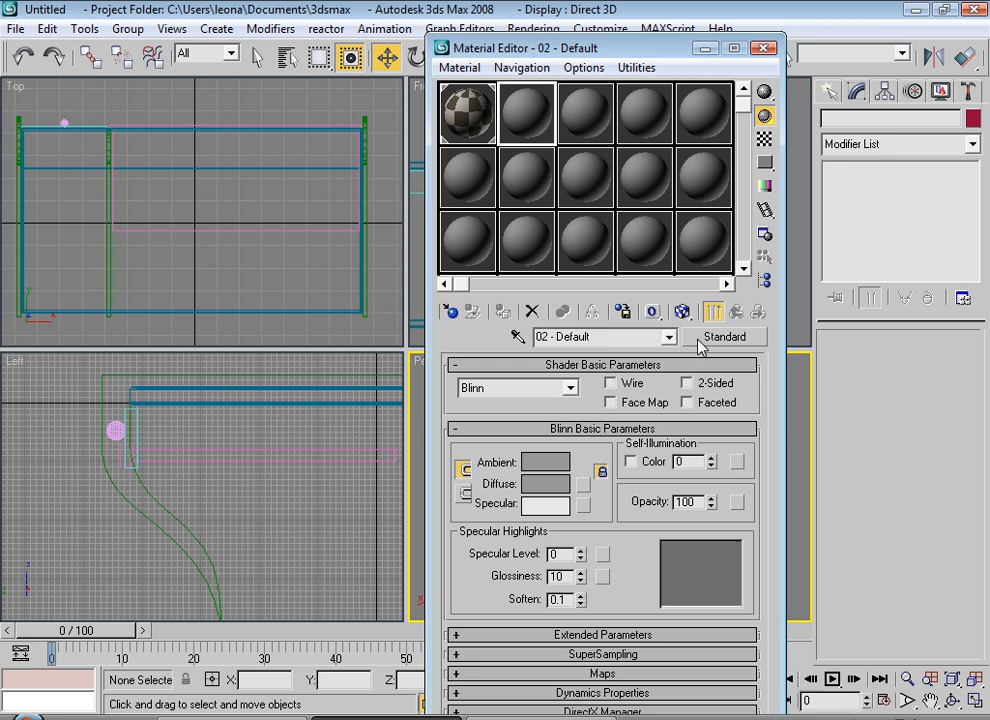 Untitled - Project Folder: C:\Users\leona\Documents\3dsmax - Autodesk 3ds Max 2008 - Display : Direct 3D
File Edit Tools Group Views Create Modifiers reactor Animation Graph Editors Rendering Customize MAXScript Help
All
Material Editor - 02 - Default
Material Navigation Options Utilities
Top
Modifier List
02 - Default
Standard
Left
Shader Basic Parameters
Blinn
Wire
2-Sided
Face Map
Faceted
Blinn Basic Parameters
Self-Illumination
Ambient:
Color 0
Diffuse:
Specular:
Opacity: 100
Specular Highlights
Specular Level: 0
Glossiness: 10
Soften: 0.1
Extended Parameters
SuperSampling
Maps
Dynamics Properties
DirectX Manager
0 / 100
0 10 20 30 40 50
None Selecte
X:
Y:
Z:
0
Click and drag to select and move objects